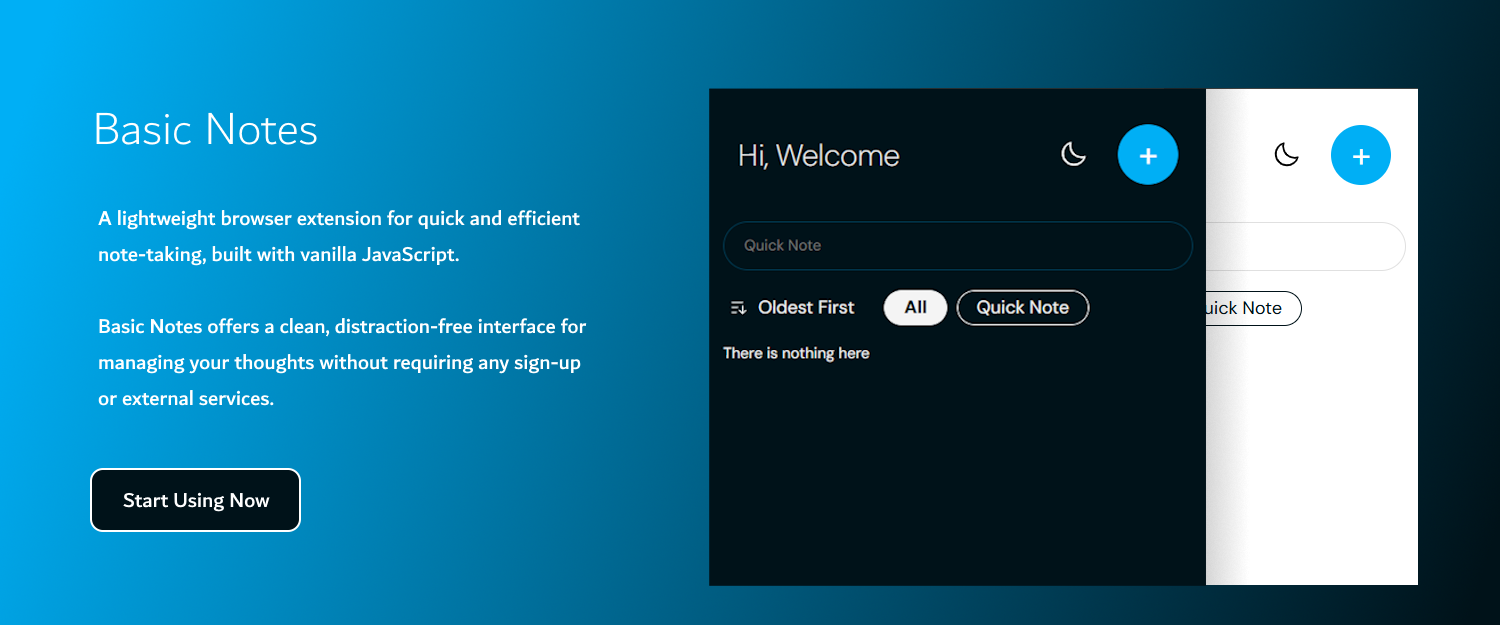 Basic Notes
A lightweight browser extension for quick and efficient
note-taking, built with vanilla JavaScript.
Basic Notes offers a clean, distraction-free interface for
managing your thoughts without requiring any sign-up
or external services.
Start Using Now
Hi, Welcome
+
+
Quick Note
Oldest First
All
Quick Note
uick Note
There is nothing here